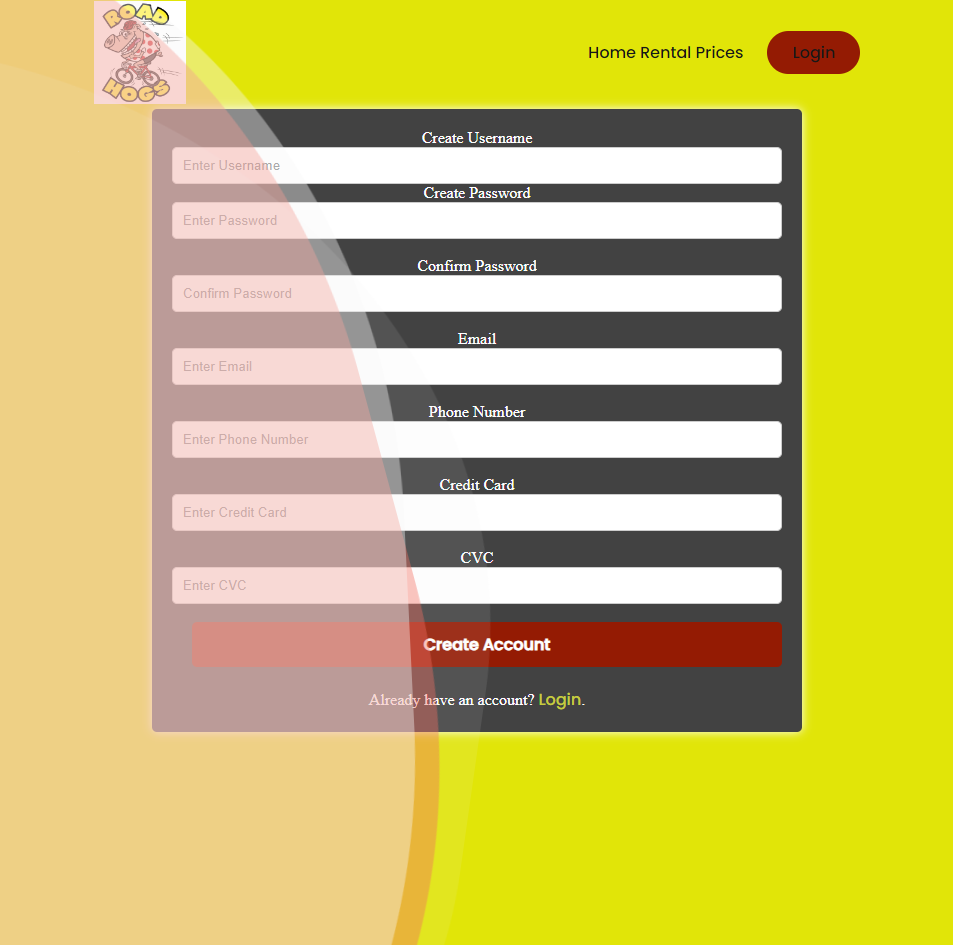 ROAD
HOGS
Home Rental Prices Login
Create Username
Enter Username
Create Password
Enter Password
Confirm Password
Confirm Password
Email
Enter Email
Phone Number
Enter Phone Number
Credit Card
Enter Credit Card
CVC
Enter CVC
Create Account
Already have an account? Login.